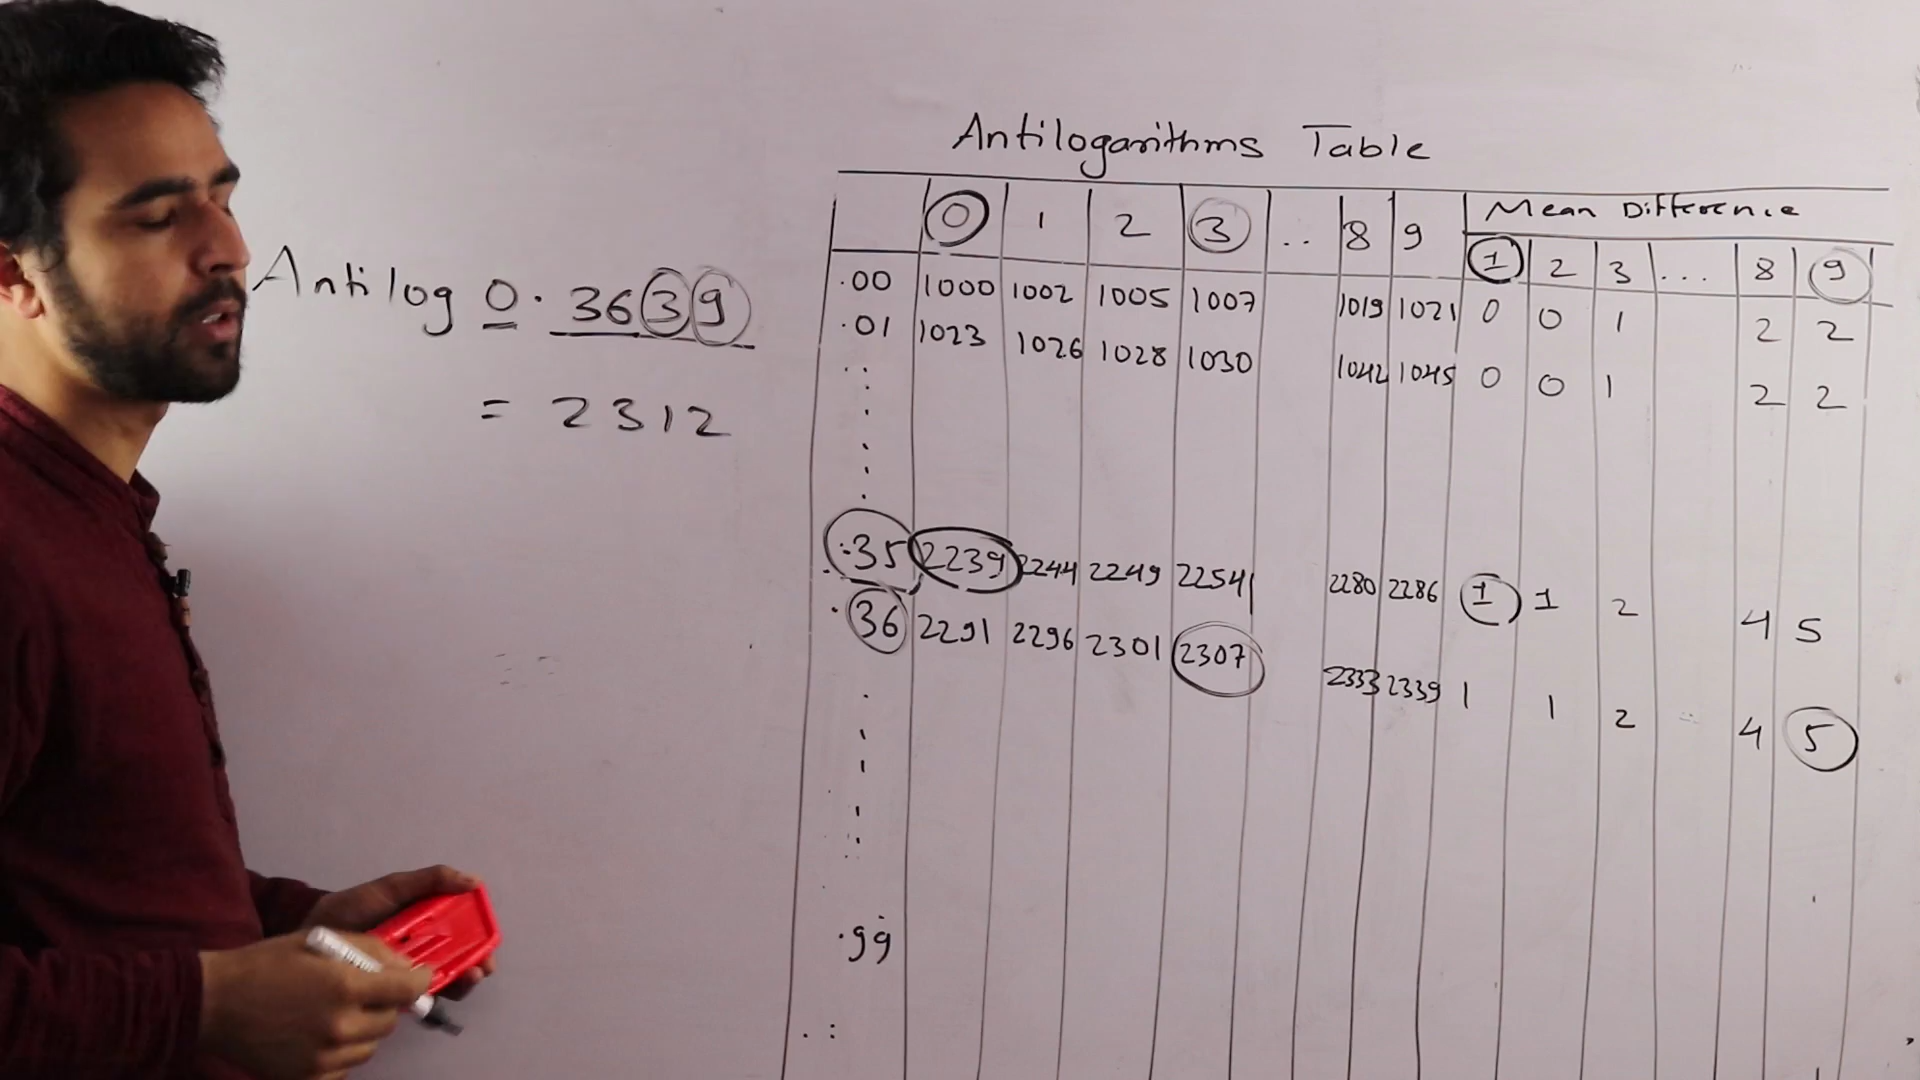 Antilog 0.3639
= 2312
Antilogarithms Table
Mean Difference
0 1 2 3 .. 8 9 1 2 3 ... 8 9
.00 1000 1002 1005 1007 1019 1021 0 0 1 2 2
.01 1023 1026 1028 1030 1042 1045 0 0 1 2 2
.35 2239 2244 2249 2254 2280 2286 1 1 2 4 5
.36 2291 2296 2301 2307 2333 2339 1 1 2 4 5
.99